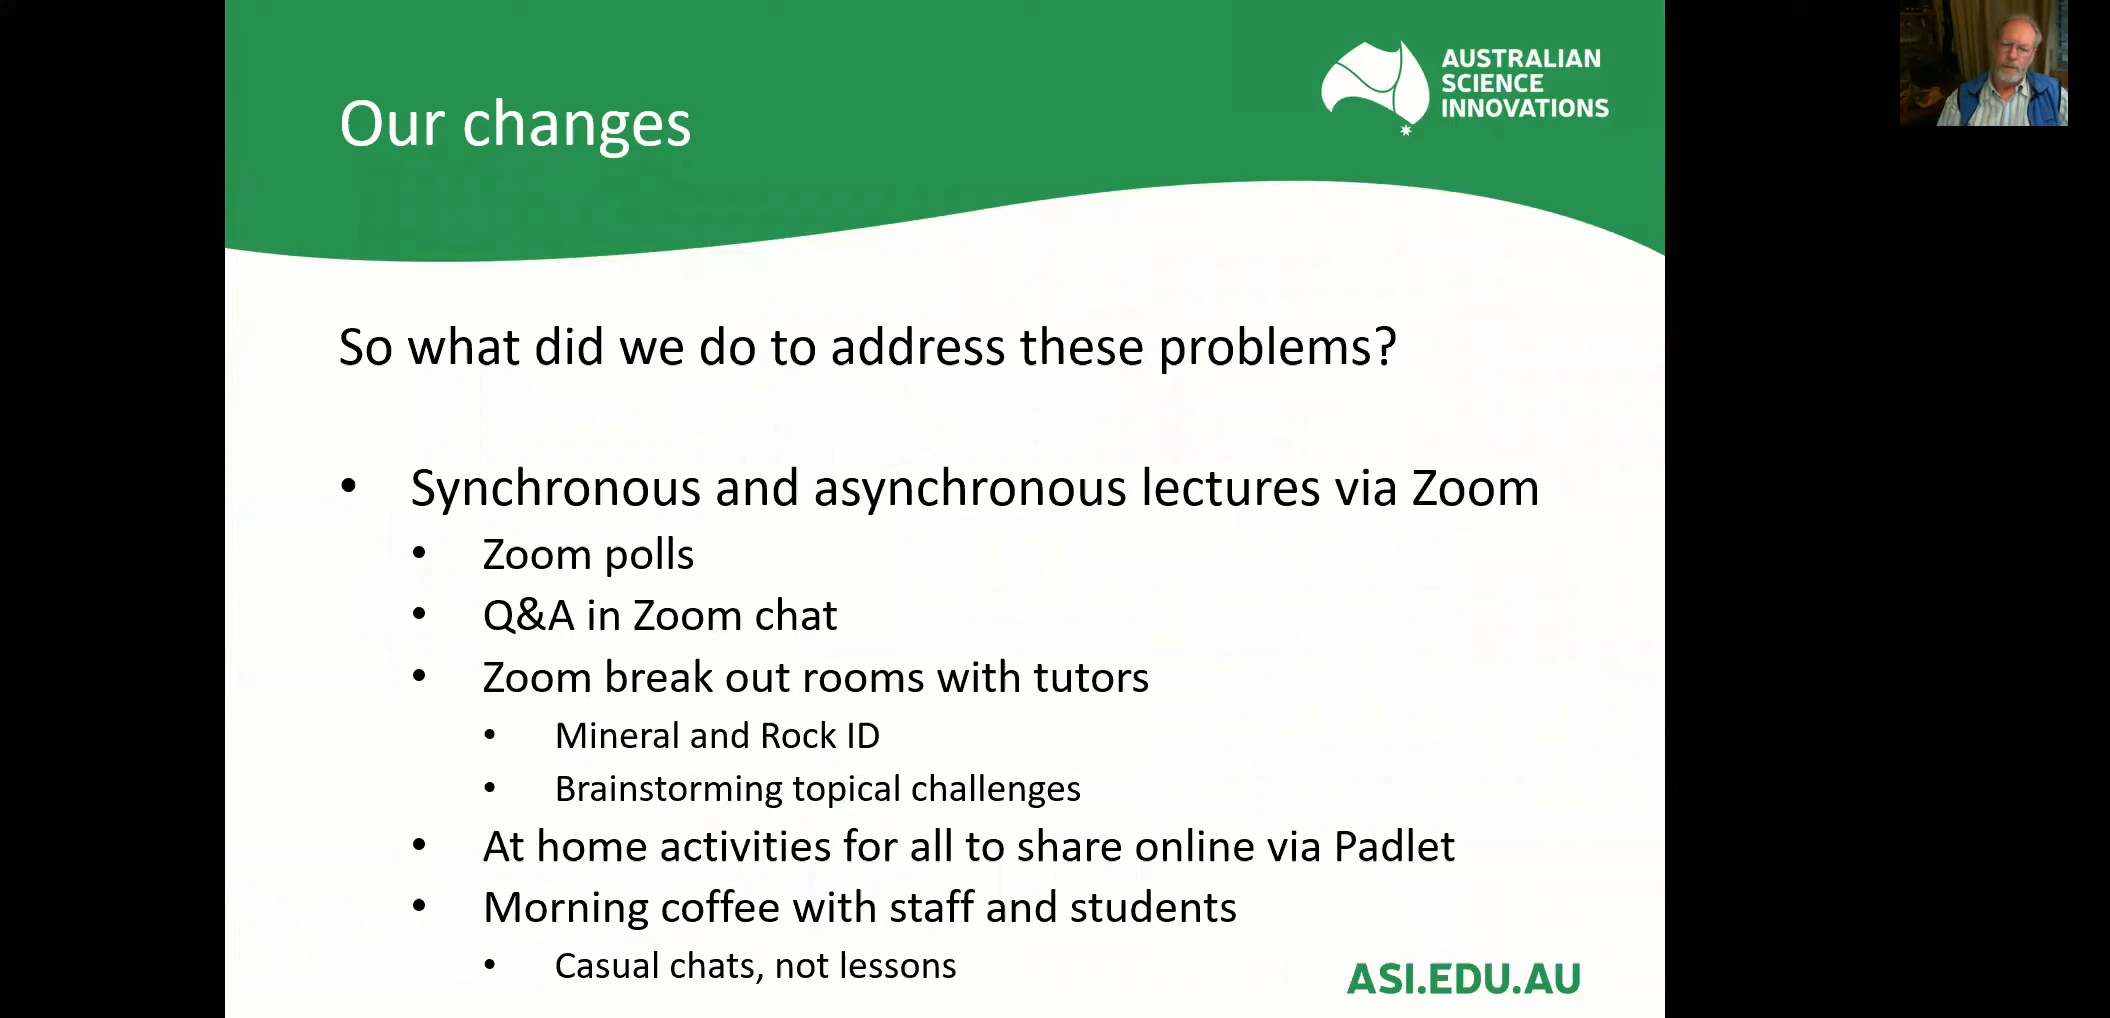 Our changes
AUSTRALIAN
SCIENCE
INNOVATIONS
So what did we do to address these problems?
• Synchronous and asynchronous lectures via Zoom
• Zoom polls
• Q&A in Zoom chat
• Zoom break out rooms with tutors
• Mineral and Rock ID
• Brainstorming topical challenges
• At home activities for all to share online via Padlet
• Morning coffee with staff and students
• Casual chats, not lessons
ASI.EDU.AU